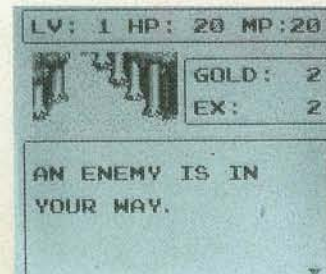 LV: 1 HP: 20 MP:20
GOLD: 2
EX: 2
AN ENEMY IS IN
YOUR WAY.